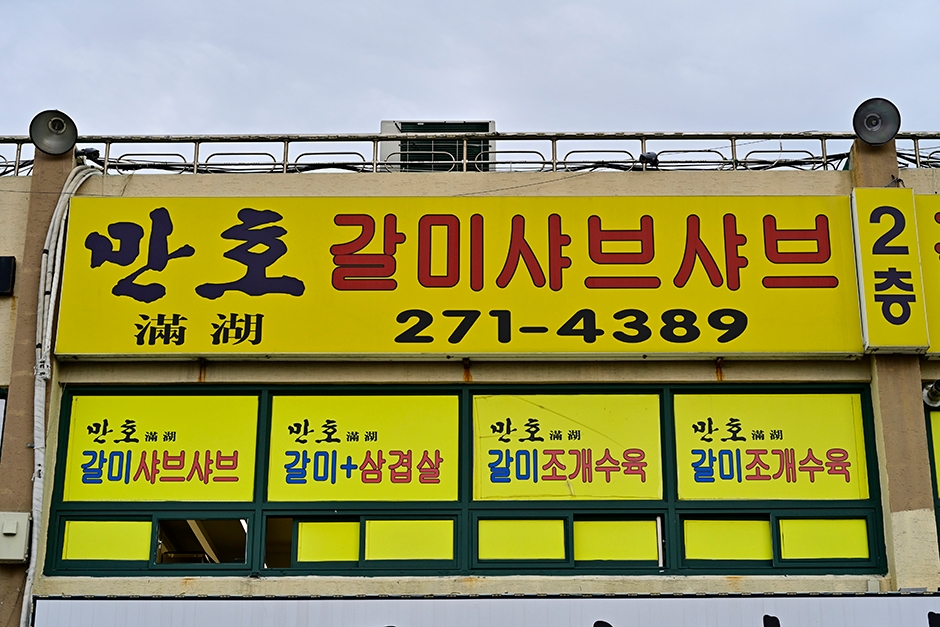 만호 갈미샤브샤브
滿湖 271-4389
2층
만호 滿湖
갈미샤브샤브
만호 滿湖
갈미+삼겹살
만호 滿湖
갈미조개수육
만호 滿湖
갈미조개수육